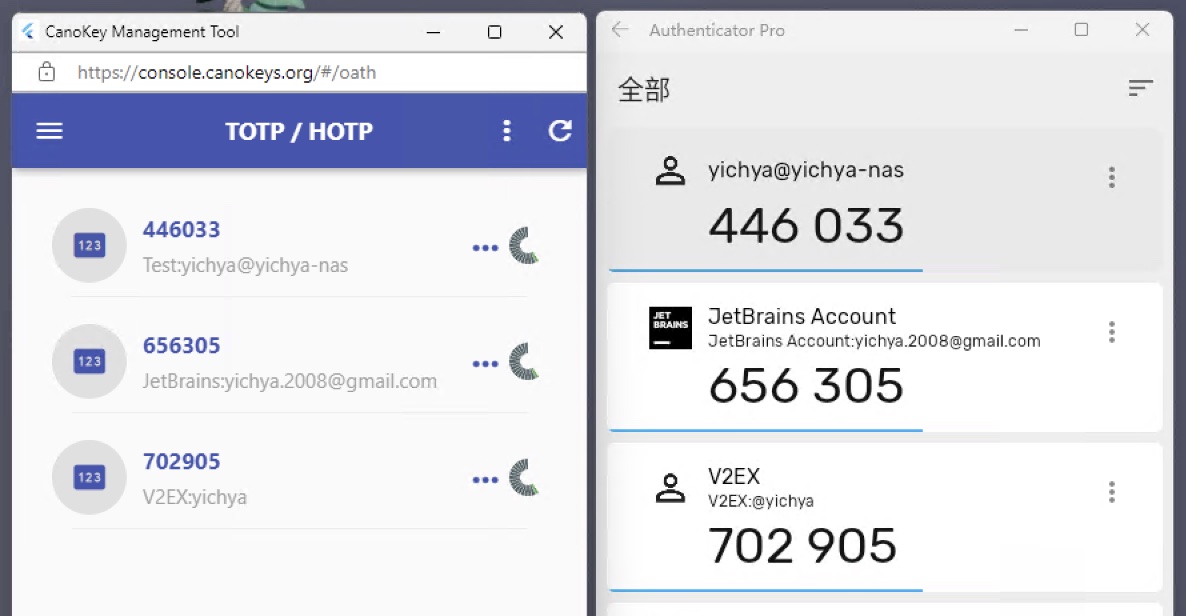 CanoKey Management Tool
https://console.canokeys.org/#/oath
TOTP / HOTP
123
446033
Test:yichya@yichya-nas
123
656305
JetBrains:yichya.2008@gmail.com
123
702905
V2EX:yichya
Authenticator Pro
全部
yichya@yichya-nas
446 033
JET
BRAINS
JetBrains Account
JetBrains Account:yichya.2008@gmail.com
656 305
V2EX
V2EX:@yichya
702 905